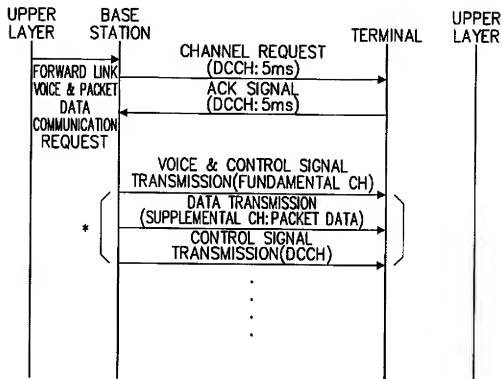 UPPER
LAYER
BASE
STATION
TERMINAL
UPPER
LAYER
CHANNEL REQUEST
(DCCH: 5ms)
FORWARD LINK
VOICE & PACKET
DATA
COMMUNICATION
REQUEST
ACK SIGNAL
(DCCH: 5ms)
VOICE & CONTROL SIGNAL
TRANSMISSION(FUNDAMENTAL CH)
DATA TRANSMISSION
(SUPPLEMENTAL CH: PACKET DATA)
*
CONTROL SIGNAL
TRANSMISSION(DCCH)